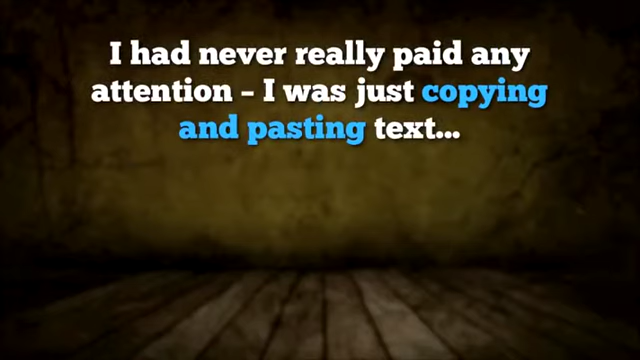 I had never really paid any
attention – I was just copying
and pasting text...